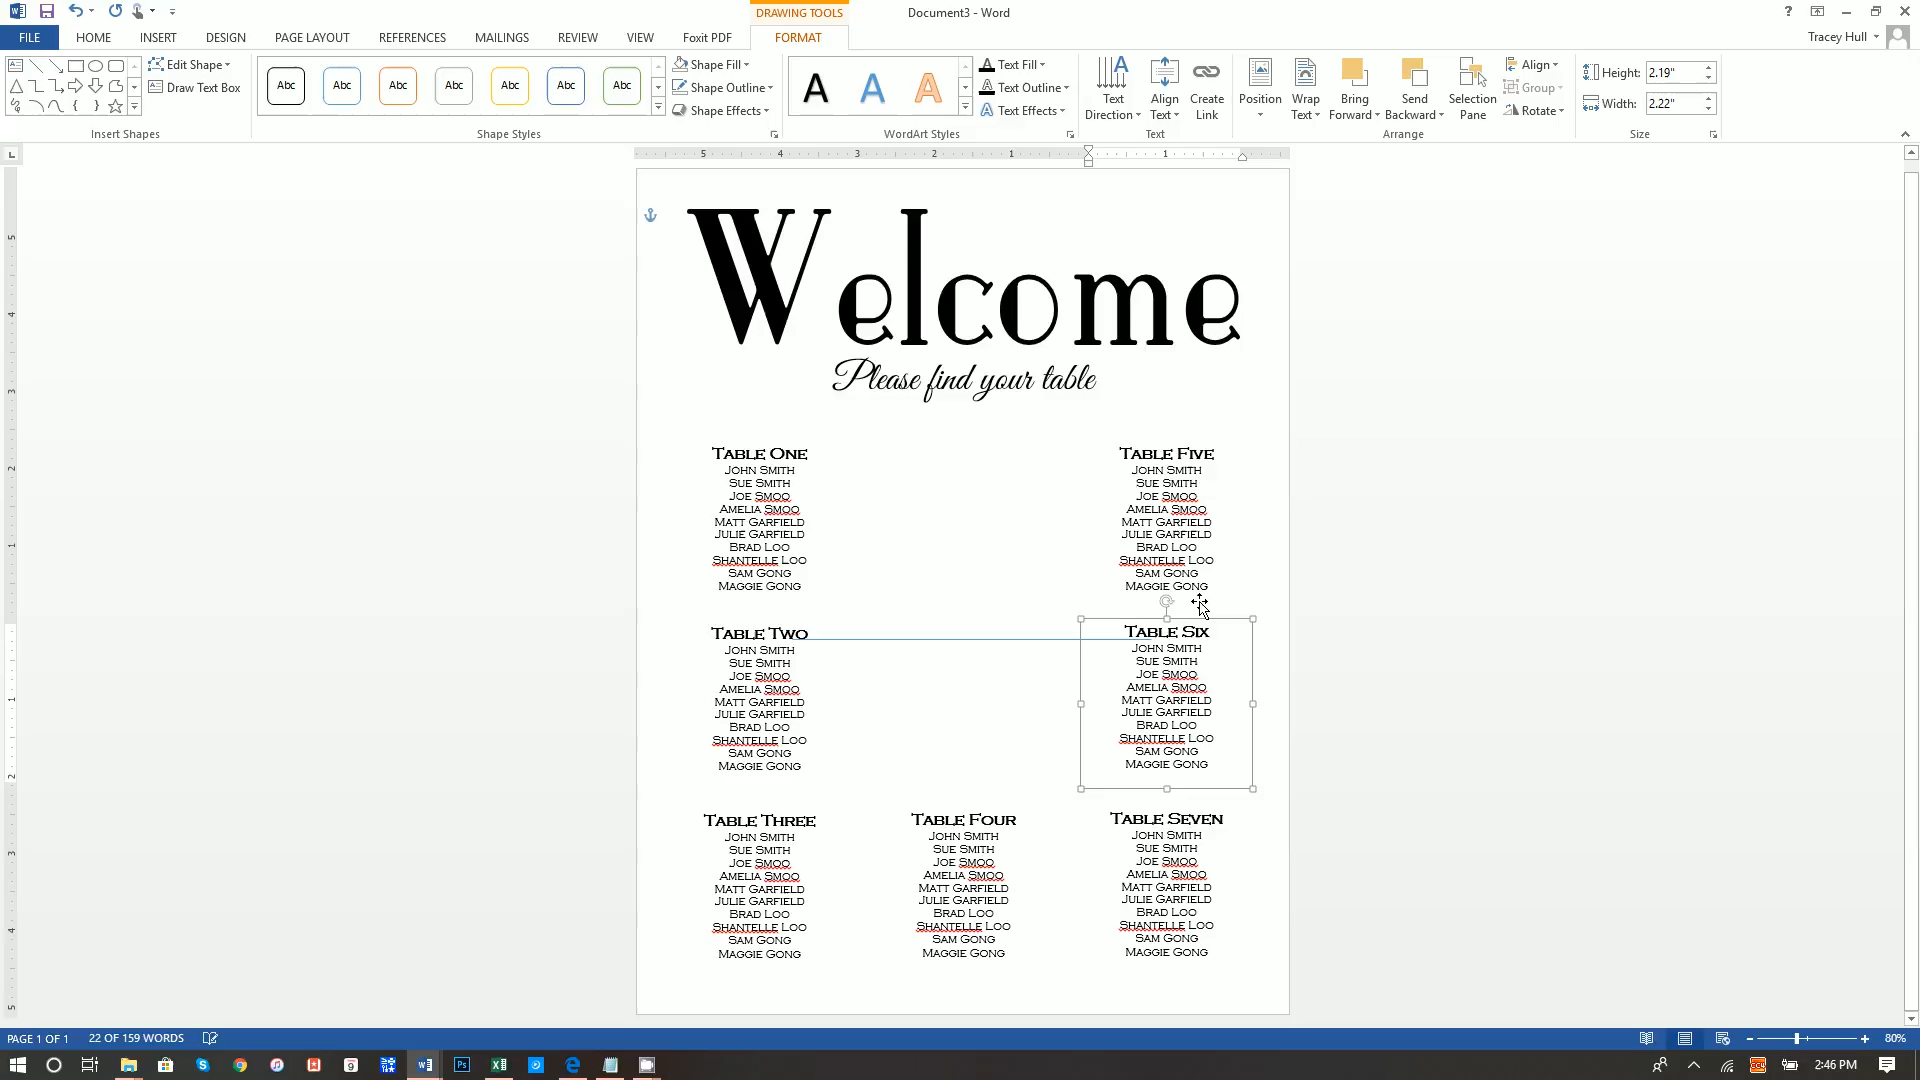 DRAWING TOOLS
Document3 - Word
?
FILE
HOME
INSERT
DESIGN
PAGE LAYOUT
REFERENCES
MAILINGS
REVIEW
VIEW
Foxit PDF
FORMAT
Tracey Hull
Edit Shape
Draw Text Box
Insert Shapes
Abc
Abc
Abc
Abc
Abc
Abc
Abc
Shape Fill
Shape Outline
Shape Effects
Shape Styles
A
A
A
WordArt Styles
Text Fill
Text Outline
Text Effects
Text Direction
Align Text
Create Link
Text
Position
Wrap Text
Bring Forward
Send Backward
Selection Pane
Align
Group
Rotate
Arrange
Height: 2.19"
Width: 2.22"
Size
5 4 3 2 1 1
Welcome
Please find your table
Table One
John Smith
Sue Smith
Joe Smoo
Amelia Smoo
Matt Garfield
Julie Garfield
Brad Loo
Shantelle Loo
Sam Gong
Maggie Gong
Table Five
John Smith
Sue Smith
Joe Smoo
Amelia Smoo
Matt Garfield
Julie Garfield
Brad Loo
Shantelle Loo
Sam Gong
Maggie Gong
Table Two
John Smith
Sue Smith
Joe Smoo
Amelia Smoo
Matt Garfield
Julie Garfield
Brad Loo
Shantelle Loo
Sam Gong
Maggie Gong
Table Six
John Smith
Sue Smith
Joe Smoo
Amelia Smoo
Matt Garfield
Julie Garfield
Brad Loo
Shantelle Loo
Sam Gong
Maggie Gong
Table Three
John Smith
Sue Smith
Joe Smoo
Amelia Smoo
Matt Garfield
Julie Garfield
Brad Loo
Shantelle Loo
Sam Gong
Maggie Gong
Table Four
John Smith
Sue Smith
Joe Smoo
Amelia Smoo
Matt Garfield
Julie Garfield
Brad Loo
Shantelle Loo
Sam Gong
Maggie Gong
Table Seven
John Smith
Sue Smith
Joe Smoo
Amelia Smoo
Matt Garfield
Julie Garfield
Brad Loo
Shantelle Loo
Sam Gong
Maggie Gong
PAGE 1 OF 1
22 OF 159 WORDS
80%
2:46 PM